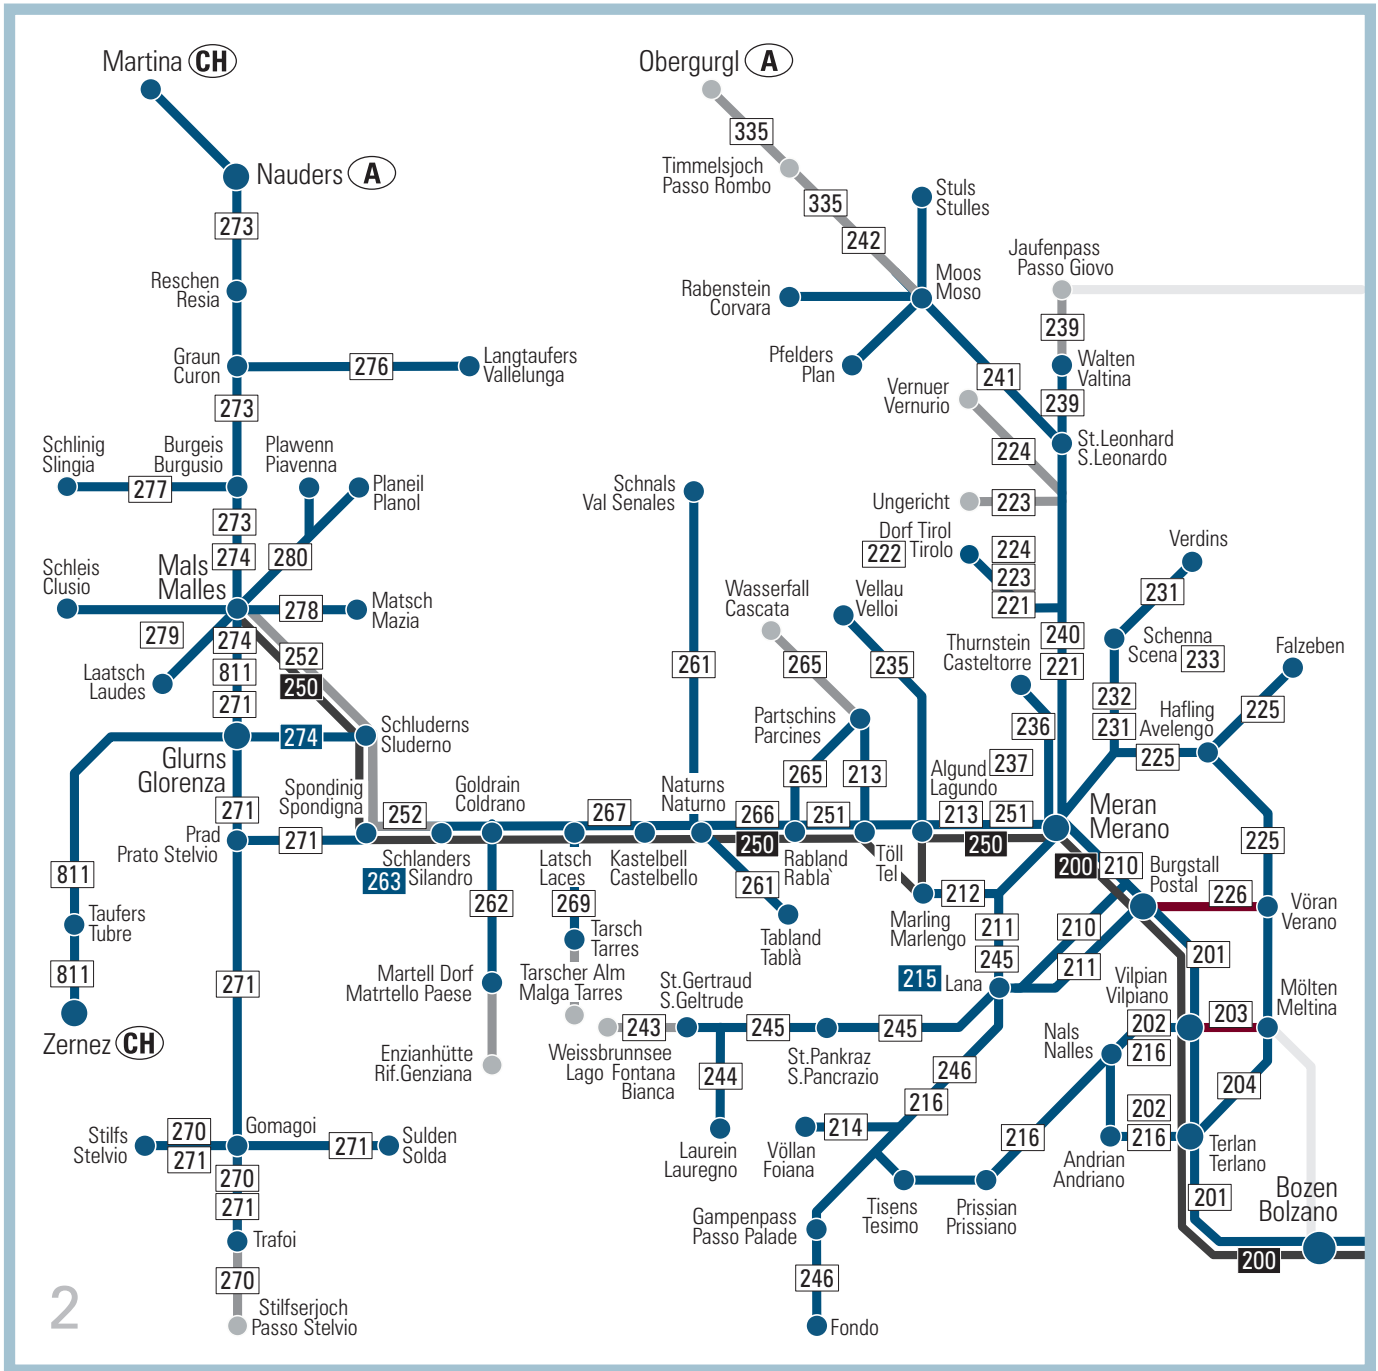 Martina CH
Obergurgl A
335
Timmelsjoch
Passo Rombo
335
242
Nauders A
273
Stuls
Stulles
Jaufenpass
Passo Giovo
239
Moos
Moso
Rabenstein
Corvara
Reschen
Resia
Pfelders
Plan
241
Walten
Valtina
239
Graun
Curon
276
Langtaufers
Vallelunga
273
Vernuer
Vernurio
224
St.Leonhard
S.Leonardo
Schlinig
Slingia
277
Burgeis
Burgusio
Plawenn
Piavenna
Planeil
Planol
Schnals
Val Senales
Ungericht
223
273
274
280
Dorf Tirol
Tirolo
222
224
223
221
Verdins
231
Schleis
Clusio
Mals
Malles
278
Matsch
Mazia
279
Laatsch
Laudes
274
811
271
252
250
Wasserfall
Cascata
265
Vellau
Velloi
235
261
240
221
Thurnstein
Casteltorre
236
Schenna
Scena
233
232
231
Falzeben
225
Hafling
Avelengo
225
Schluderns
Sluderno
274
Glurns
Glorenza
Partschins
Parcines
265
213
Algund
Lagundo
237
271
Spondinig
Spondigna
252
Goldrain
Coldrano
267
Naturns
Naturno
266
251
213
251
Meran
Merano
Prad
Prato Stelvio
271
Schlanders
Silandro
263
Latsch
Laces
Kastelbell
Castelbello
250
Rabland
Rablà
Töll
Tel
250
200
210
Burgstall
Postal
225
811
262
269
261
212
226
Vöran
Verano
Taufers
Tubre
Tarsch
Tarres
Tabland
Tablà
Marling
Marlengo
211
245
210
211
201
811
271
Martell Dorf
Matrtello Paese
Tarscher Alm
Malga Tarres
St.Gertraud
S.Geltrude
215
Lana
Vilpian
Vilpiano
Mölten
Meltina
Zernez CH
243
245
245
202
203
216
Nals
Nalles
Enzianhütte
Rif.Genziana
Weissbrunnsee
Lago Fontana
Bianca
St.Pankraz
S.Pancrazio
244
246
216
204
202
216
Stilfs
Stelvio
270
271
Gomagoi
271
Sulden
Solda
Laurein
Lauregno
Völlan
Foiana
214
216
Andrian
Andriano
Terlan
Terlano
270
271
Tisens
Tesimo
Prissian
Prissiano
201
Bozen
Bolzano
Gampenpass
Passo Palade
Trafoi
200
270
246
Stilfserjoch
Passo Stelvio
Fondo
2